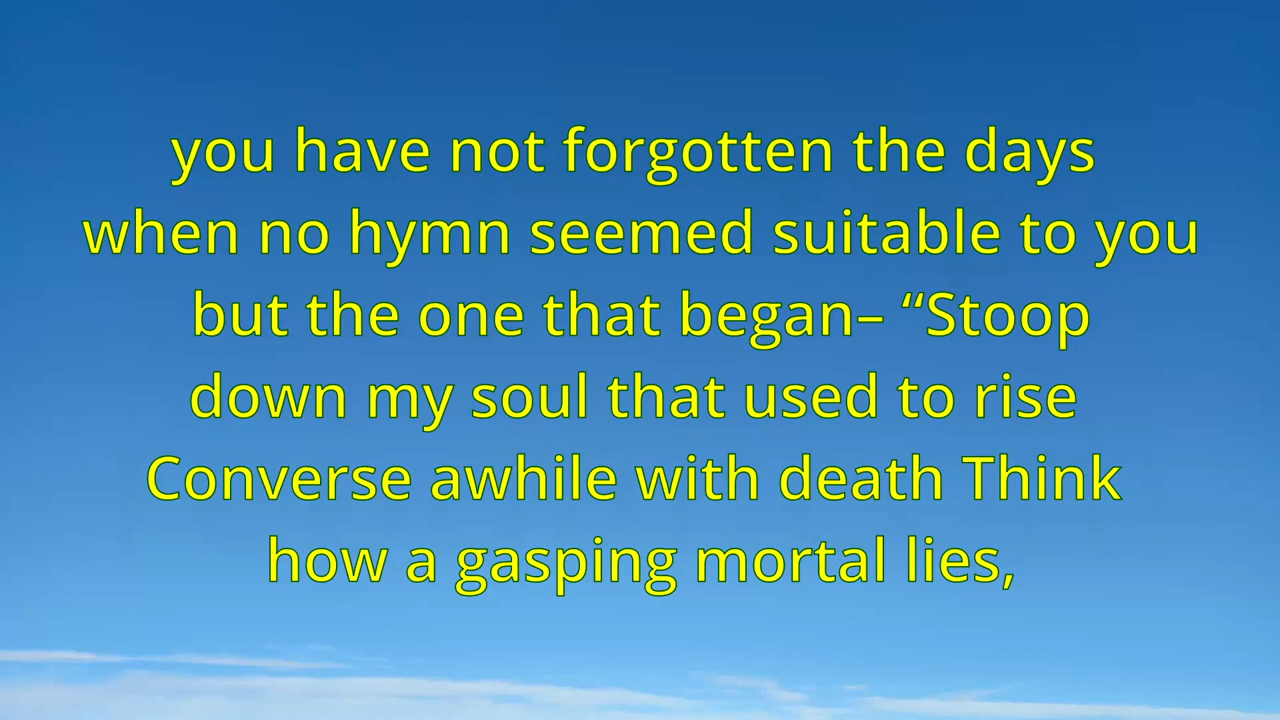 you have not forgotten the days
when no hymn seemed suitable to you
but the one that began– “Stoop
down my soul that used to rise
Converse awhile with death Think
how a gasping mortal lies,